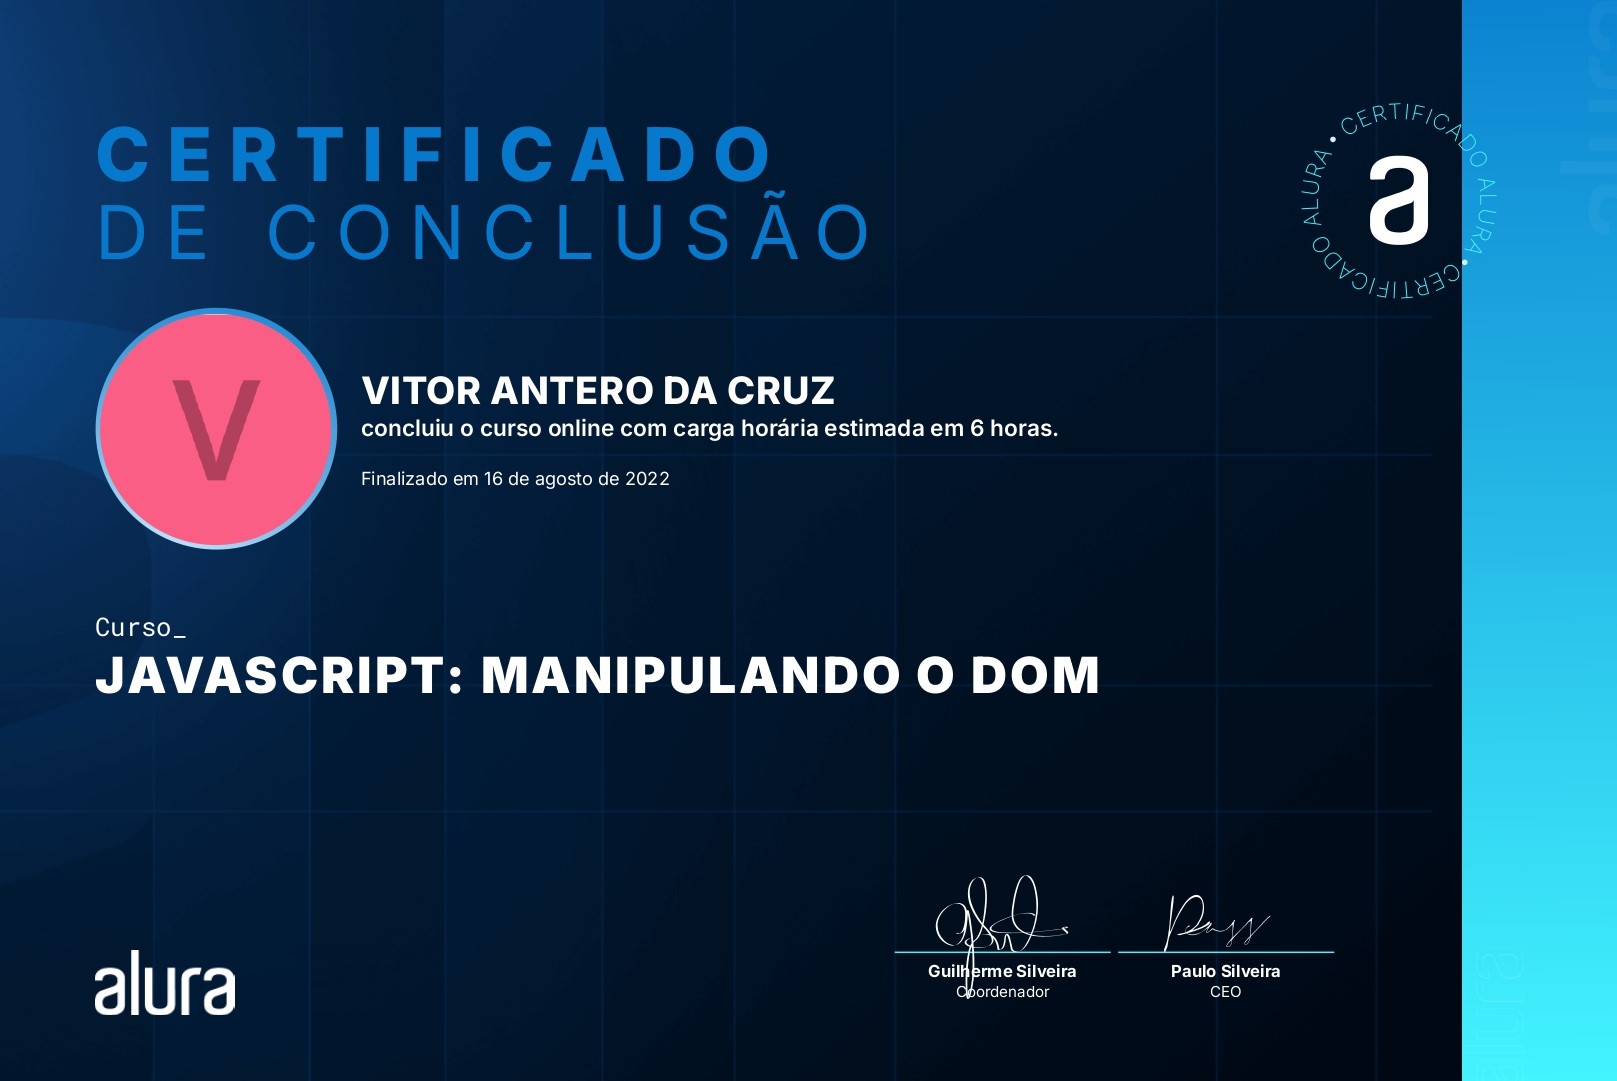 CERTIFICADO
DE CONCLUSÃO
CERTIFICADO ALURA • CERTIFICADO ALURA •
a
V
VITOR ANTERO DA CRUZ
concluiu o curso online com carga horária estimada em 6 horas.
Finalizado em 16 de agosto de 2022
Curso_
JAVASCRIPT: MANIPULANDO O DOM
Guilherme Silveira
Coordenador
Paulo Silveira
CEO
alura
alura
alura